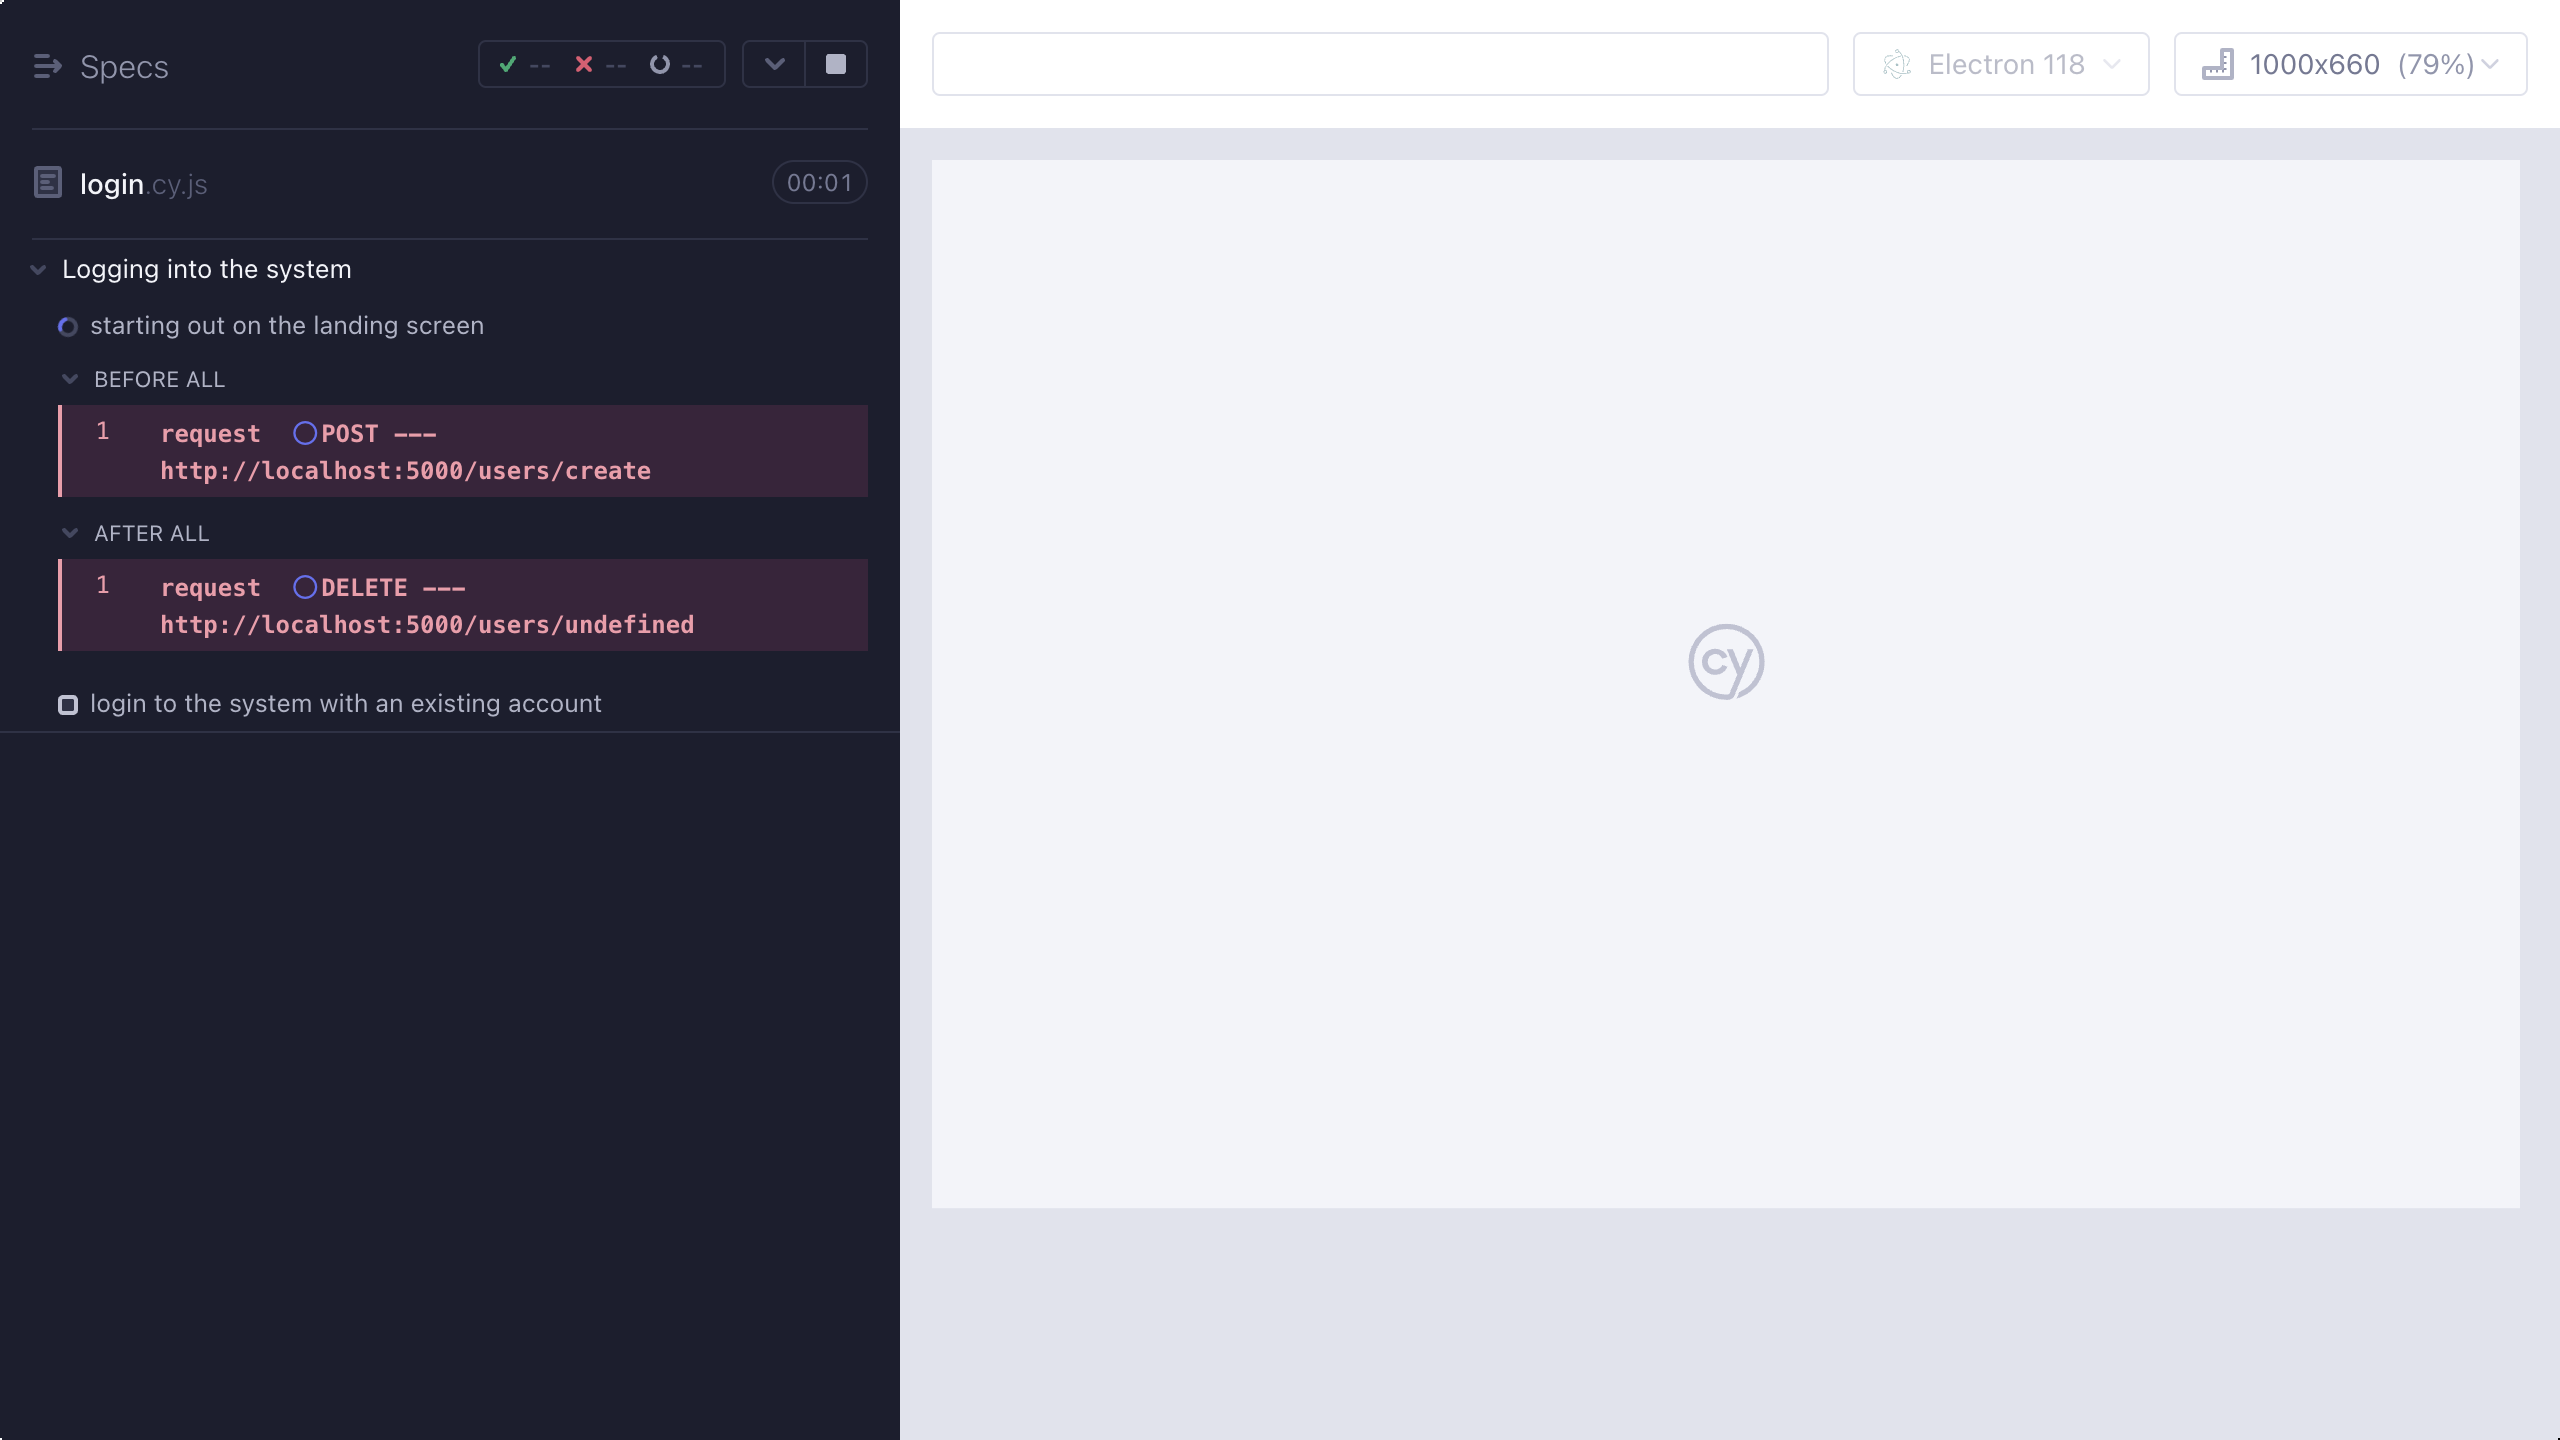 Specs
-- -- --
login.cy.js
00:01
Logging into the system
starting out on the landing screen
BEFORE ALL
1 request POST ---
http://localhost:5000/users/create
AFTER ALL
1 request DELETE ---
http://localhost:5000/users/undefined
login to the system with an existing account
Electron 118
1000x660 (79%)
cy